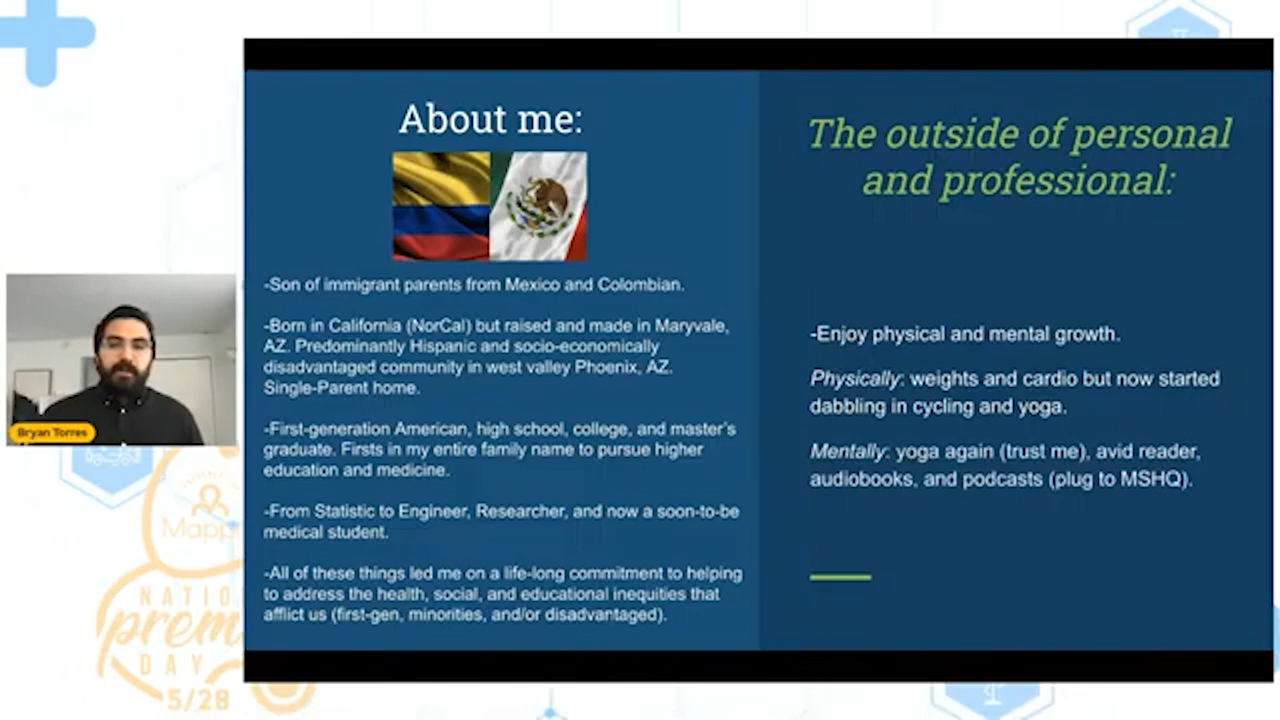 About me:
-Son of immigrant parents from Mexico and Colombian.
-Born in California (NorCal) but raised and made in Maryvale,
AZ. Predominantly Hispanic and socio-economically
disadvantaged community in west valley Phoenix, AZ.
Single-Parent home.
-First-generation American, high school, college, and master's
graduate. Firsts in my entire family name to pursue higher
education and medicine.
-From Statistic to Engineer, Researcher, and now a soon-to-be
medical student.
-All of these things led me on a life-long commitment to helping
to address the health, social, and educational inequities that
afflict us (first-gen, minorities, and/or disadvantaged).
The outside of personal
and professional:
-Enjoy physical and mental growth.
Physically: weights and cardio but now started
dabbling in cycling and yoga.
Mentally: yoga again (trust me), avid reader,
audiobooks, and podcasts (plug to MSHQ).
Bryan Torres
Mapp
NATIO
prem
DAY
5/28